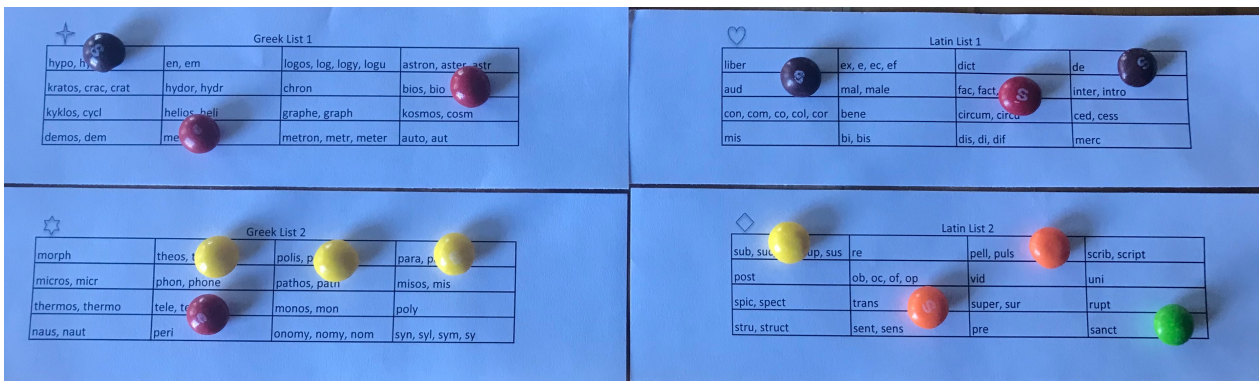 Greek List 1
hypo, en, em logos, log, logy, logu astron, aster, astr
kratos, crac, crat hydor, hydr chron bios, bio
kyklos, cycl helios, heli graphe, graph kosmos, cosm
demos, dem metron, metr, meter auto, aut
Latin List 1
liber ex, e, ec, ef dict de
aud mal, male fac, fact, inter, intro
con, com, co, col, cor bene circum, circu ced, cess
mis bi, bis dis, di, dif merc
Greek List 2
morph theos, polis, para,
micros, micr phon, phone pathos, path misos, mis
thermos, thermo tele, monos, mon poly
naus, naut peri onomy, nomy, nom syn, syl, sym, sy
Latin List 2
sub, sus re pell, puls scrib, script
post ob, oc, of, op vid uni
spic, spect trans super, sur rupt
stru, struct sent, sens pre sanct